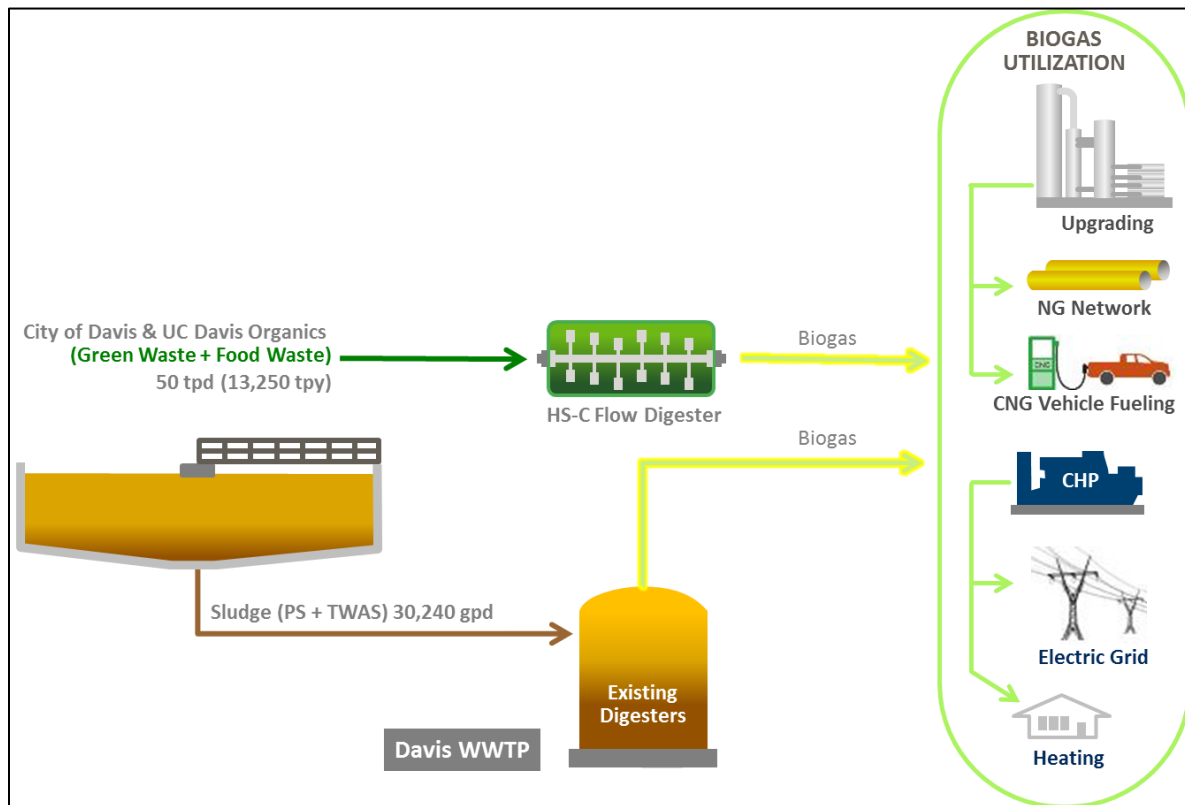 BIOGAS
UTILIZATION
Upgrading
NG Network
City of Davis & UC Davis Organics
(Green Waste + Food Waste)
50 tpd (13,250 tpy)
Biogas
HS-C Flow Digester
CNG
CNG Vehicle Fueling
Biogas
CHP
Sludge (PS + TWAS) 30,240 gpd
Electric Grid
Existing
Digesters
Davis WWTP
Heating